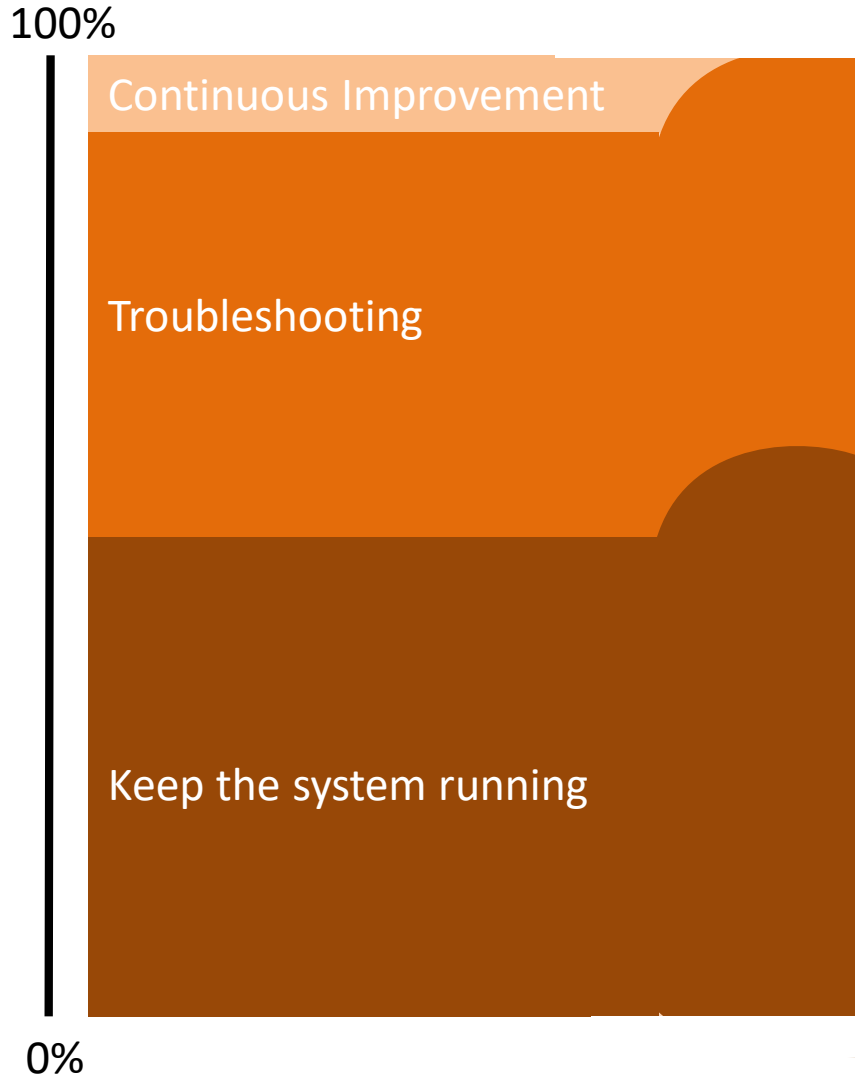 100%
Continuous Improvement
Troubleshooting
Keep the system running
0%